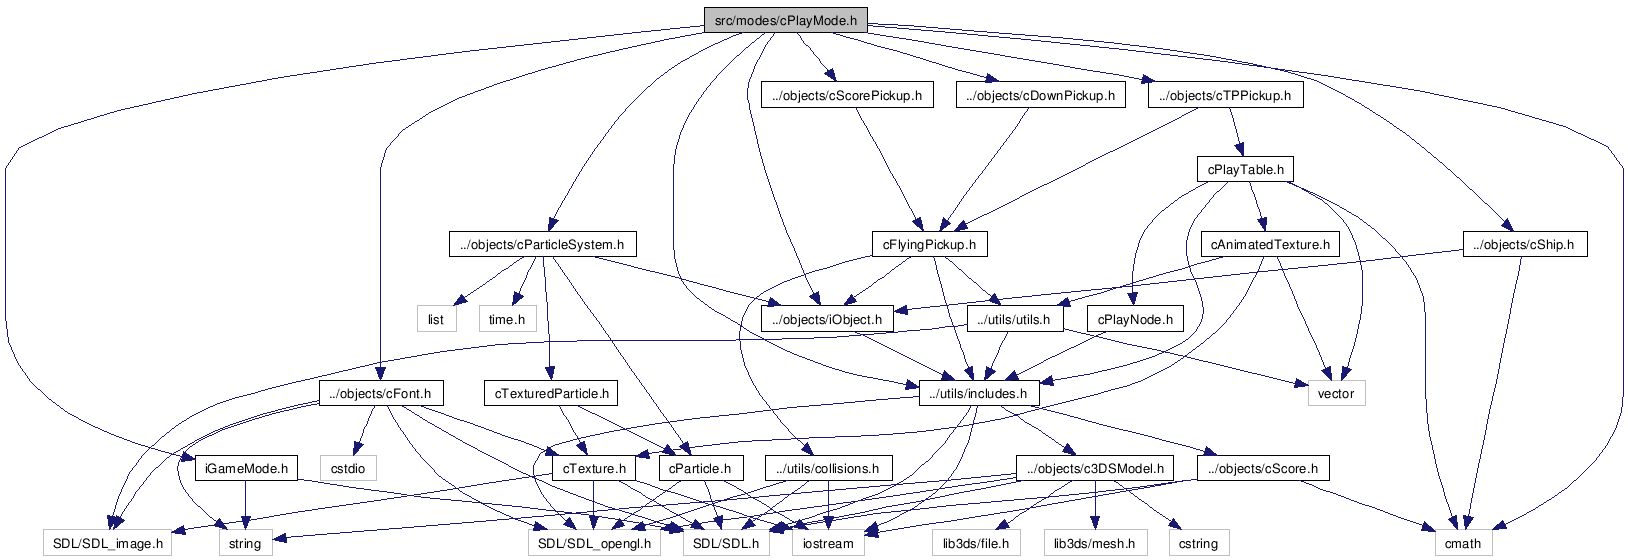 src/modes/cPlayMode.h
../objects/cScorePickup.h
../objects/cDownPickup.h
../objects/cTPPickup.h
cPlayTable.h
../objects/cParticleSystem.h
cFlyingPickup.h
cAnimatedTexture.h
../objects/cShip.h
list
time.h
../objects/iObject.h
../utils/utils.h
cPlayNode.h
../objects/cFont.h
cTexturedParticle.h
../utils/includes.h
vector
iGameMode.h
cstdio
cTexture.h
cParticle.h
../utils/collisions.h
../objects/c3DSModel.h
../objects/cScore.h
SDL/SDL_image.h
string
SDL/SDL_opengl.h
SDL/SDL.h
iostream
lib3ds/file.h
lib3ds/mesh.h
cstring
cmath